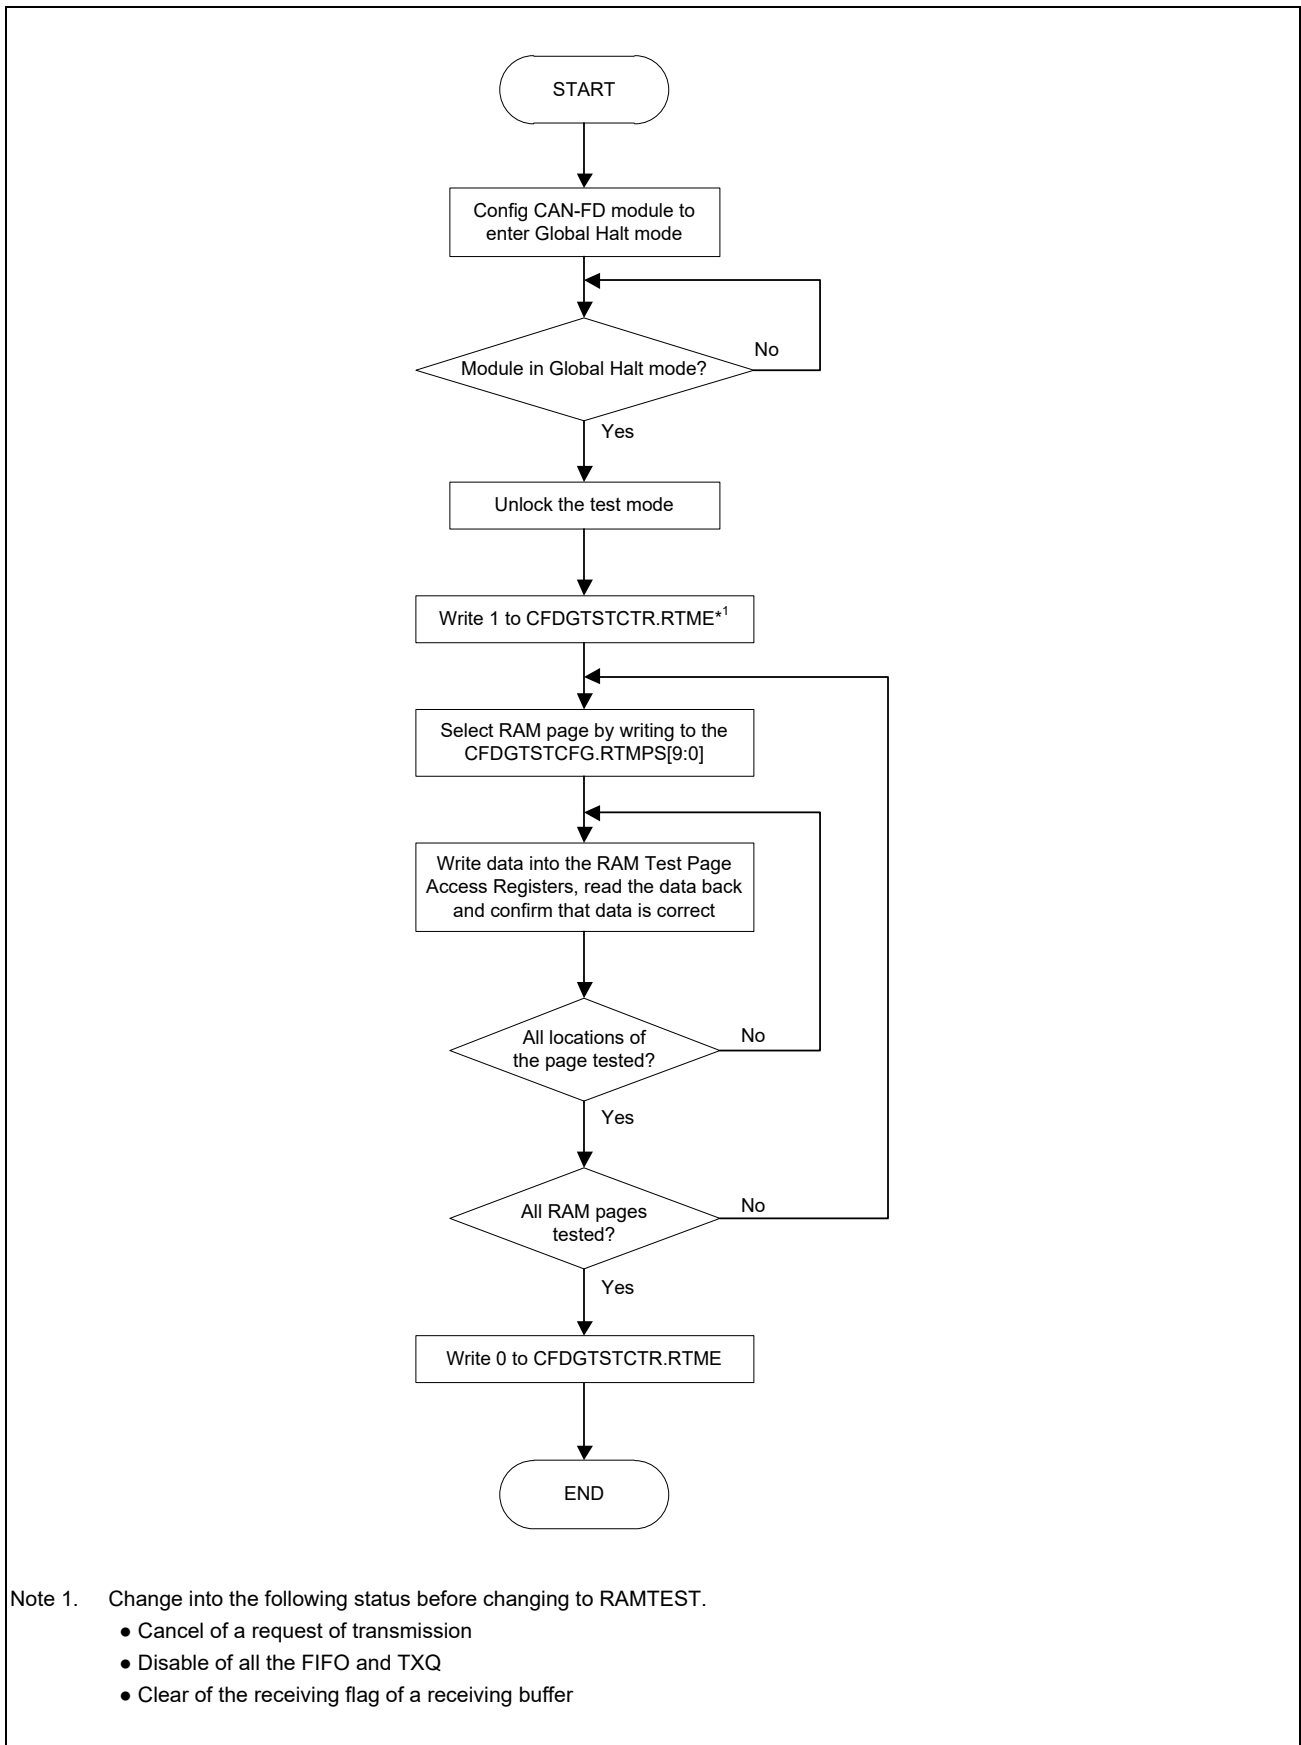 START
Config CAN-FD module to
enter Global Halt mode
No
Module in Global Halt mode?
Yes
Unlock the test mode
Write 1 to CFDGTSTCTR.RTME*1
Select RAM page by writing to the
CFDGTSTCFG.RTMPS[9:0]
Write data into the RAM Test Page
Access Registers, read the data back
and confirm that data is correct
All locations of
the page tested?
No
Yes
All RAM pages
tested?
No
Yes
Write 0 to CFDGTSTCTR.RTME
END
Note 1. Change into the following status before changing to RAMTEST.
● Cancel of a request of transmission
● Disable of all the FIFO and TXQ
● Clear of the receiving flag of a receiving buffer